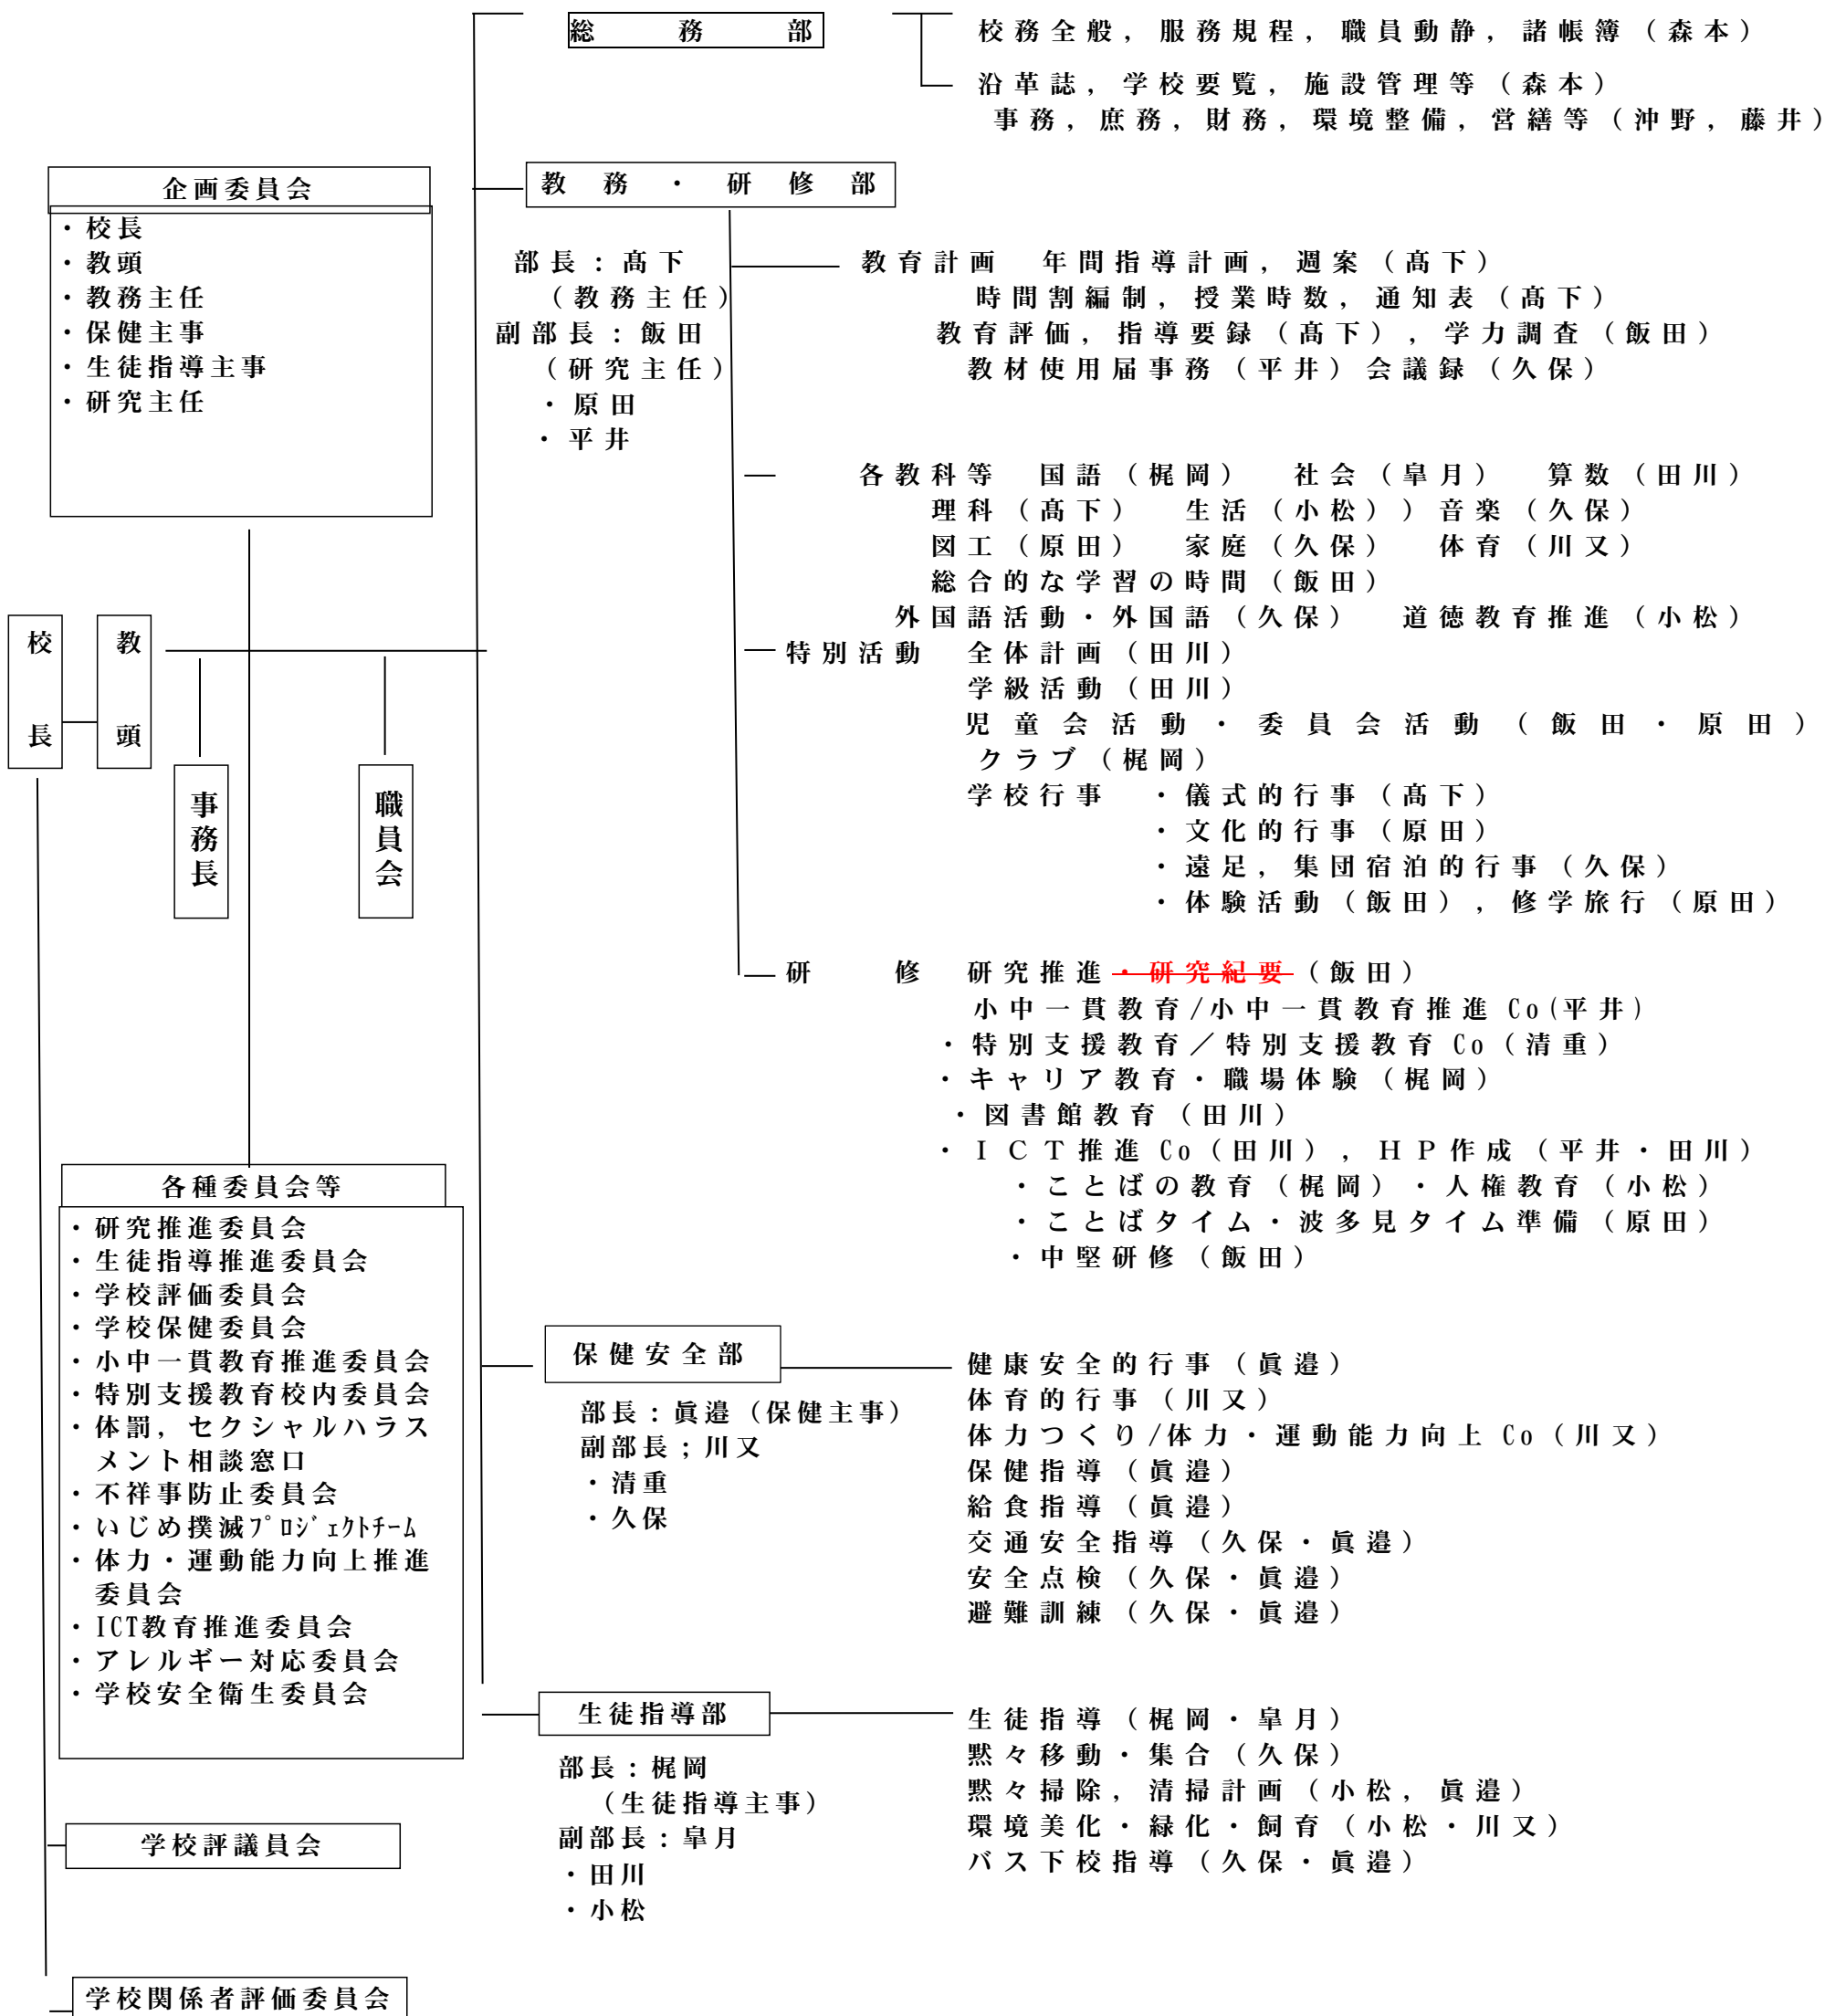 総務部
校務全般，服務規程，職員動静，諸帳簿（森本）
沿革誌，学校要覧，施設管理等（森本）
事務，庶務，財務，環境整備，営繕等（沖野，藤井）
企画委員会
・校長
・教頭
・教務主任
・保健主事
・生徒指導主事
・研究主任
教務・研修部
部長：髙下
（教務主任）
副部長：飯田
（研究主任）
・原田
・平井
教育計画　年間指導計画，週案（髙下）
時間割編制，授業時数，通知表（髙下）
教育評価，指導要録（髙下），学力調査（飯田）
教材使用届事務（平井）会議録（久保）
各教科等　国語（梶岡）　社会（皐月）　算数（田川）
理科（髙下）　生活（小松））音楽（久保）
図工（原田）　家庭（久保）　体育（川又）
総合的な学習の時間（飯田）
外国語活動・外国語（久保）　道徳教育推進（小松）
特別活動　全体計画（田川）
学級活動（田川）
児童会活動・委員会活動（飯田・原田）
クラブ（梶岡）
学校行事　・儀式的行事（髙下）
・文化的行事（原田）
・遠足，集団宿泊的行事（久保）
・体験活動（飯田），修学旅行（原田）
研　修　研究推進・研究紀要（飯田）
小中一貫教育/小中一貫教育推進Co(平井)
・特別支援教育／特別支援教育Co（清重）
・キャリア教育・職場体験（梶岡）
・図書館教育（田川）
・ＩＣＴ推進Co（田川），ＨＰ作成（平井・田川）
・ことばの教育（梶岡）・人権教育（小松）
・ことばタイム・波多見タイム準備（原田）
・中堅研修（飯田）
校長
教頭
事務長
職員会
各種委員会等
・研究推進委員会
・生徒指導推進委員会
・学校評価委員会
・学校保健委員会
・小中一貫教育推進委員会
・特別支援教育校内委員会
・体罰，セクシャルハラス
メント相談窓口
・不祥事防止委員会
・いじめ撲滅ﾌﾟﾛｼﾞｪｸﾄﾁｰﾑ
・体力・運動能力向上推進
委員会
・ICT教育推進委員会
・アレルギー対応委員会
・学校安全衛生委員会
保健安全部
部長：眞邉（保健主事）
副部長；川又
・清重
・久保
健康安全的行事（眞邉）
体育的行事（川又）
体力つくり/体力・運動能力向上Co（川又）
保健指導（眞邉）
給食指導（眞邉）
交通安全指導（久保・眞邉）
安全点検（久保・眞邉）
避難訓練（久保・眞邉）
生徒指導部
部長：梶岡
（生徒指導主事）
副部長：皐月
・田川
・小松
生徒指導（梶岡・皐月）
黙々移動・集合（久保）
黙々掃除，清掃計画（小松，眞邉）
環境美化・緑化・飼育（小松・川又）
バス下校指導（久保・眞邉）
学校評議員会
学校関係者評価委員会